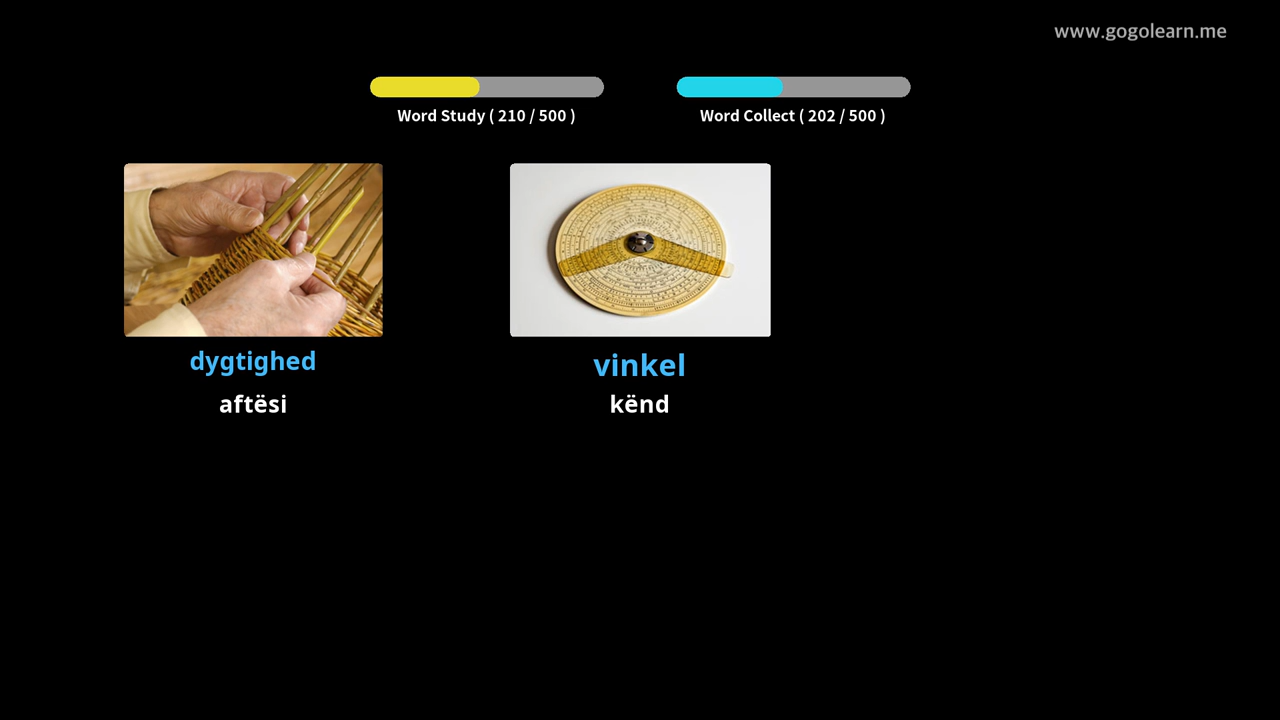 www.gogolearn.me
Word Study ( 210 / 500 )
Word Collect ( 202 / 500 )
dygtighed
aftësi
vinkel
kënd